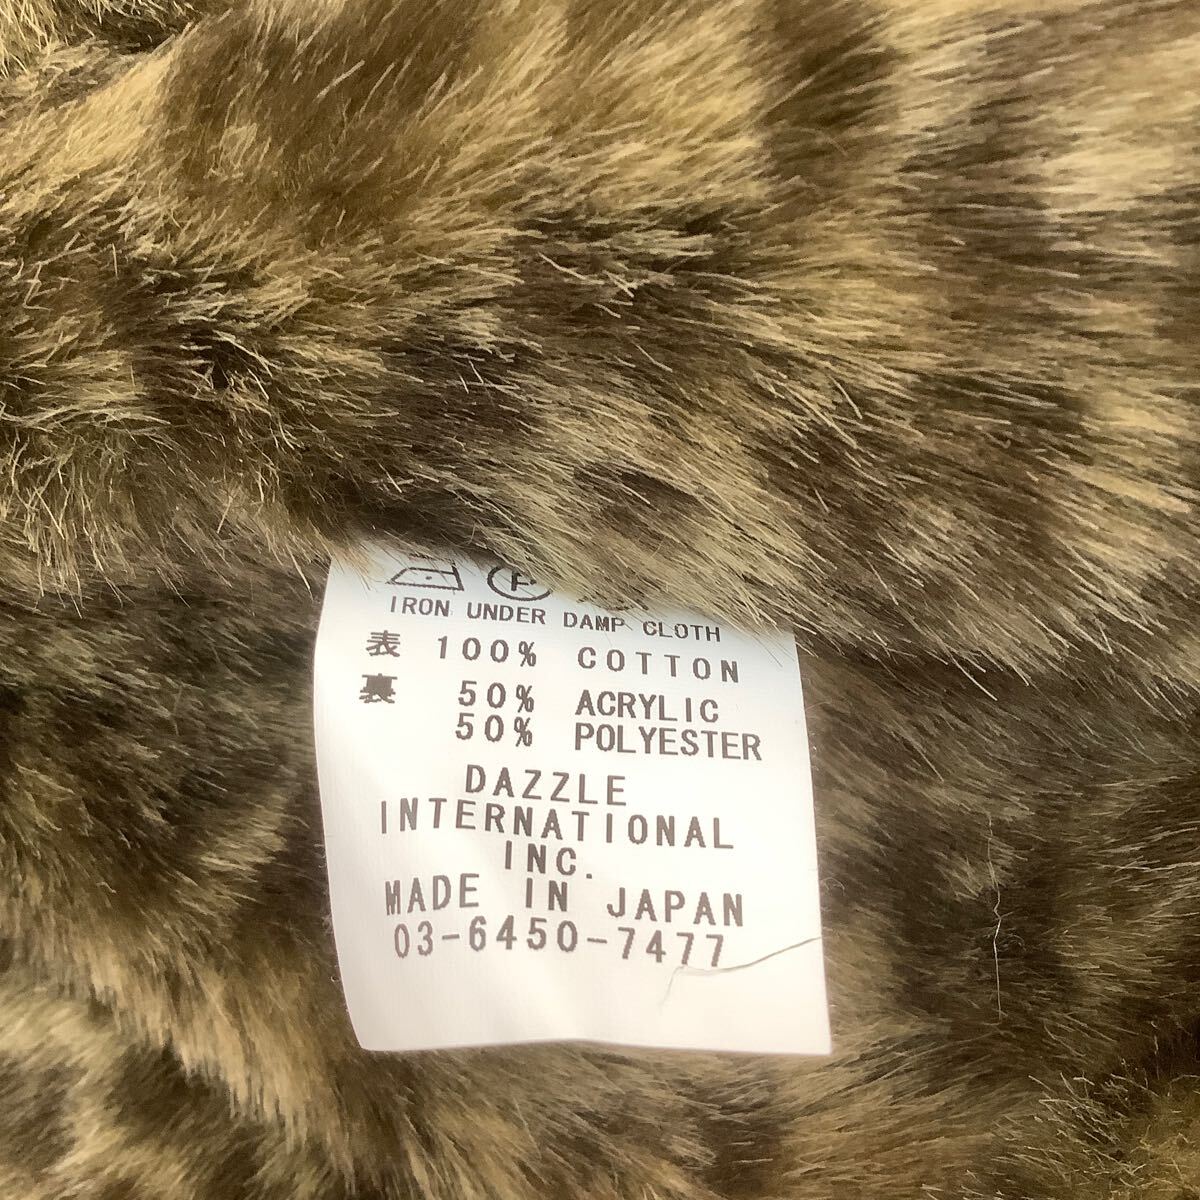 P
IRON UNDER DAMP CLOTH
表 100% COTTON
裏 50% ACRYLIC
50% POLYESTER
DAZZLE
INTERNATIONAL
INC.
MADE IN JAPAN
03-6450-7477